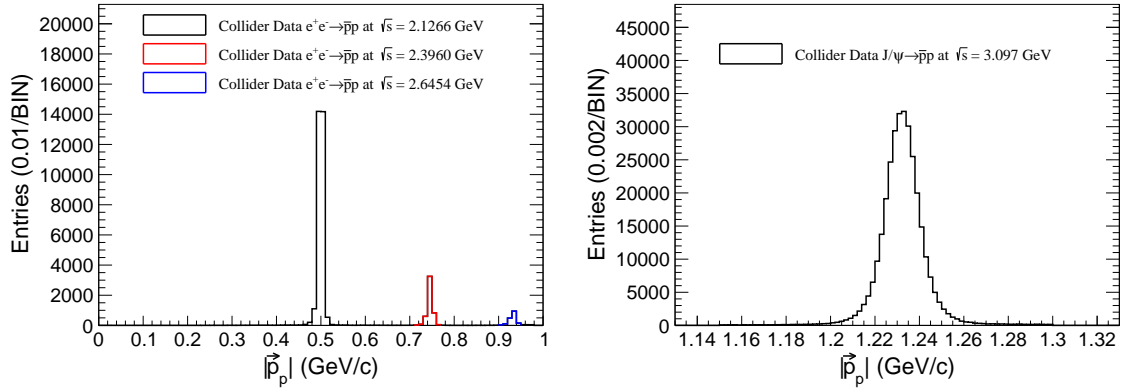 Entries (0.01/BIN)
20000
18000
16000
14000
12000
10000
8000
6000
4000
2000
0
Collider Data e⁺e⁻→p̅p at √s = 2.1266 GeV
Collider Data e⁺e⁻→p̅p at √s = 2.3960 GeV
Collider Data e⁺e⁻→p̅p at √s = 2.6454 GeV
0 0.1 0.2 0.3 0.4 0.5 0.6 0.7 0.8 0.9 1
|p⃗ₚ| (GeV/c)
Entries (0.002/BIN)
45000
40000
35000
30000
25000
20000
15000
10000
5000
0
Collider Data J/ψ→p̅p at √s = 3.097 GeV
1.14 1.16 1.18 1.2 1.22 1.24 1.26 1.28 1.3 1.32
|p⃗ₚ| (GeV/c)